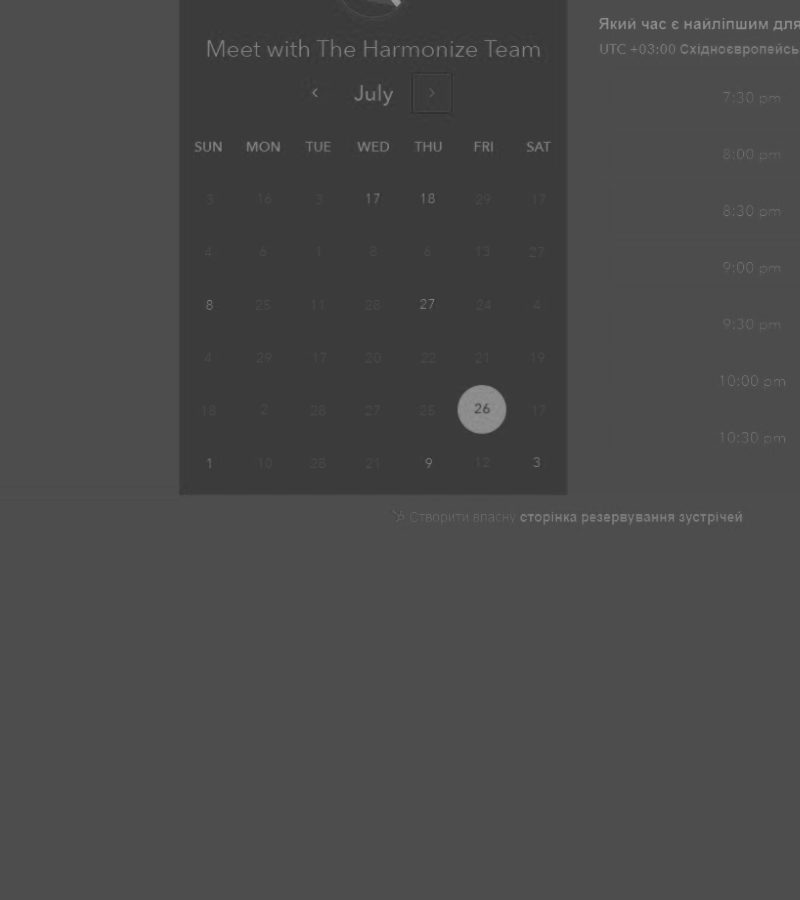 Meet with The Harmonize Team
July
SUN MON TUE WED THU FRI SAT
3 16 3 17 18 29 17
4 6 1 8 6 13 27
8 25 11 28 27 24 4
4 29 17 20 22 21 19
18 2 26 27 25 26 17
1 10 28 21 9 12 3
Створити власну сторінка резервування зустрічей
Який час є найліпшим для
UTC +03:00 Східноєвропейсь
7:30 pm
8:00 pm
8:30 pm
9:00 pm
9:30 pm
10:00 pm
10:30 pm